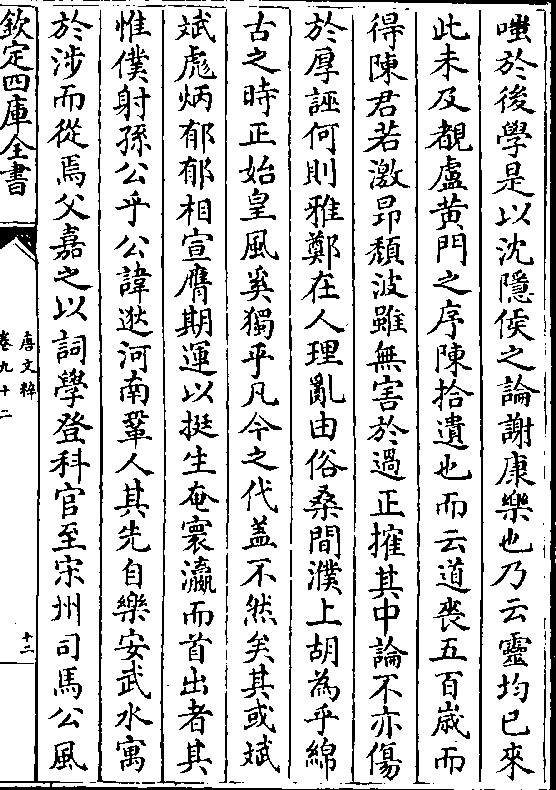 嗤於後學是以沈隱侯之論謝康樂也乃云靈均已來
此未及覩盧黄門之序陳拾遺也而云道喪五百嵗而
得陳君若激昂頽波雖無害於過正搉其中論不亦傷
於厚誣何則雅鄭在人理亂由俗桑間濮上胡為乎綿
古之時正始皇風奚獨乎凡今之代盖不然矣其或斌
斌彪炳郁郁相宣膺期運以挺生奄寰瀛而首出者其
惟僕射孫公乎公諱逖河南鞏人其先自樂安武水寓
於涉而從焉父嘉之以詞學登科官至宋州司馬公風
欽定四庫全書
唐文粹
卷九十二
十二